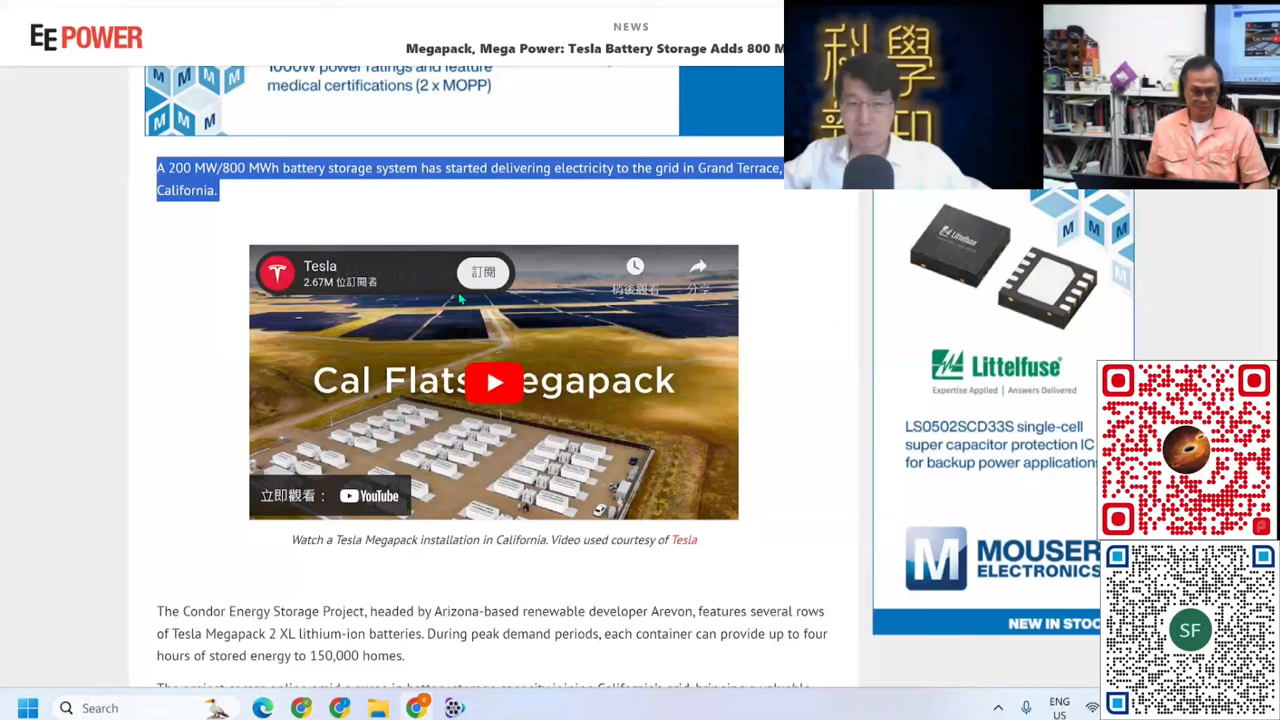 EE POWER
NEWS
Megapack, Mega Power: Tesla Battery Storage Adds 800 M
1000W power ratings and feature
medical certifications (2 x MOPP)
M
M
M
M
M
科學
A 200 MW/800 MWh battery storage system has started delivering electricity to the grid in Grand Terrace,
California.
Tesla
2.67M 位訂閱者
訂閱
稍後觀看
分享
Cal Flats Megapack
立即觀看：
YouTube
Watch a Tesla Megapack installation in California. Video used courtesy of Tesla
The Condor Energy Storage Project, headed by Arizona-based renewable developer Arevon, features several rows
of Tesla Megapack 2 XL lithium-ion batteries. During peak demand periods, each container can provide up to four
hours of stored energy to 150,000 homes.
M
M
M
Littelfuse
Littelfuse
Expertise Applied | Answers Delivered
LS0502SCD33S single-cell
super capacitor protection IC
for backup power applications
M
MOUSER
ELECTRONICS
NEW IN STOC
SF
Search
ENG
US